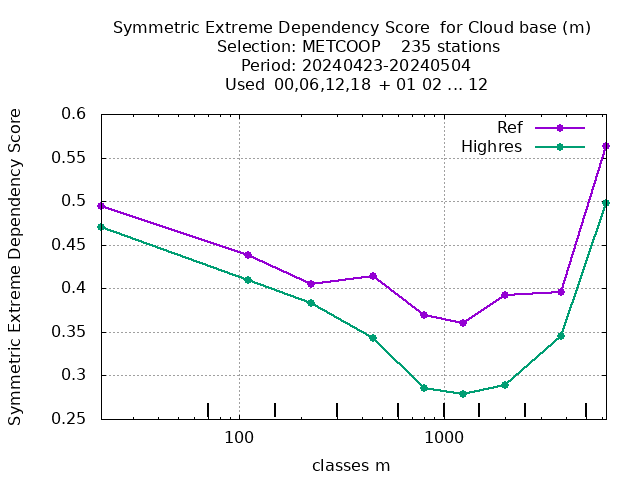 Symmetric Extreme Dependency Score  for Cloud base (m)
Selection: METCOOP    235 stations
Period: 20240423-20240504
Used  00,06,12,18 + 01 02 ... 12
Symmetric Extreme Dependency Score
0.6
0.55
0.5
0.45
0.4
0.35
0.3
0.25
Ref
Highres
100
1000
classes m